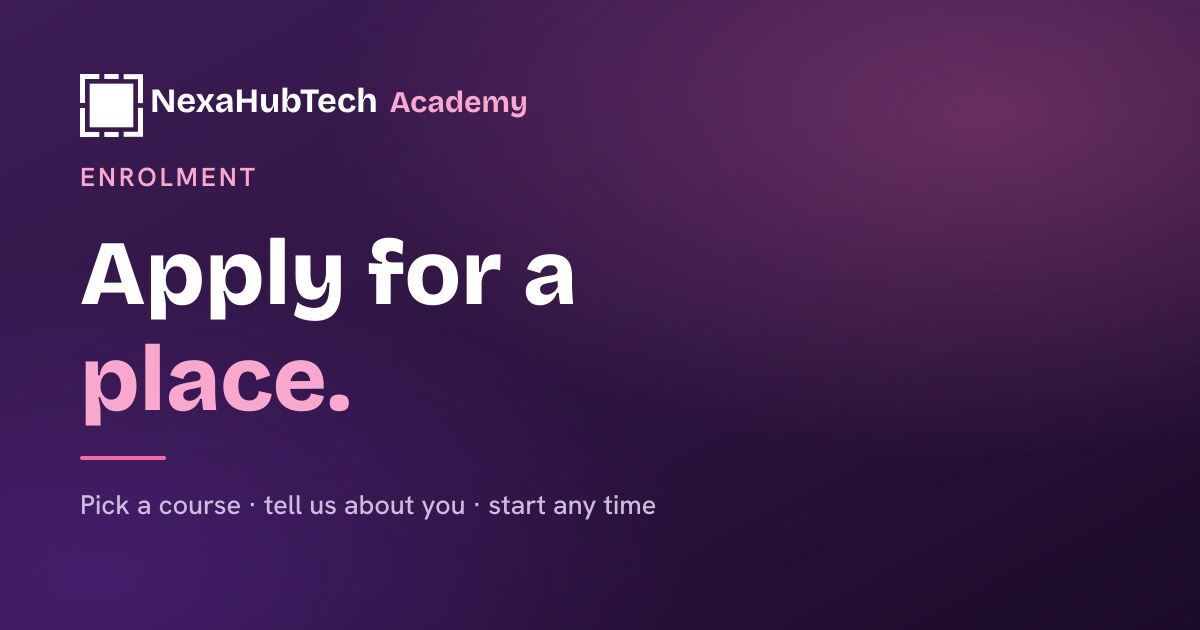 NexaHubTech Academy
ENROLMENT
Apply for a
place.
Pick a course · tell us about you · start any time